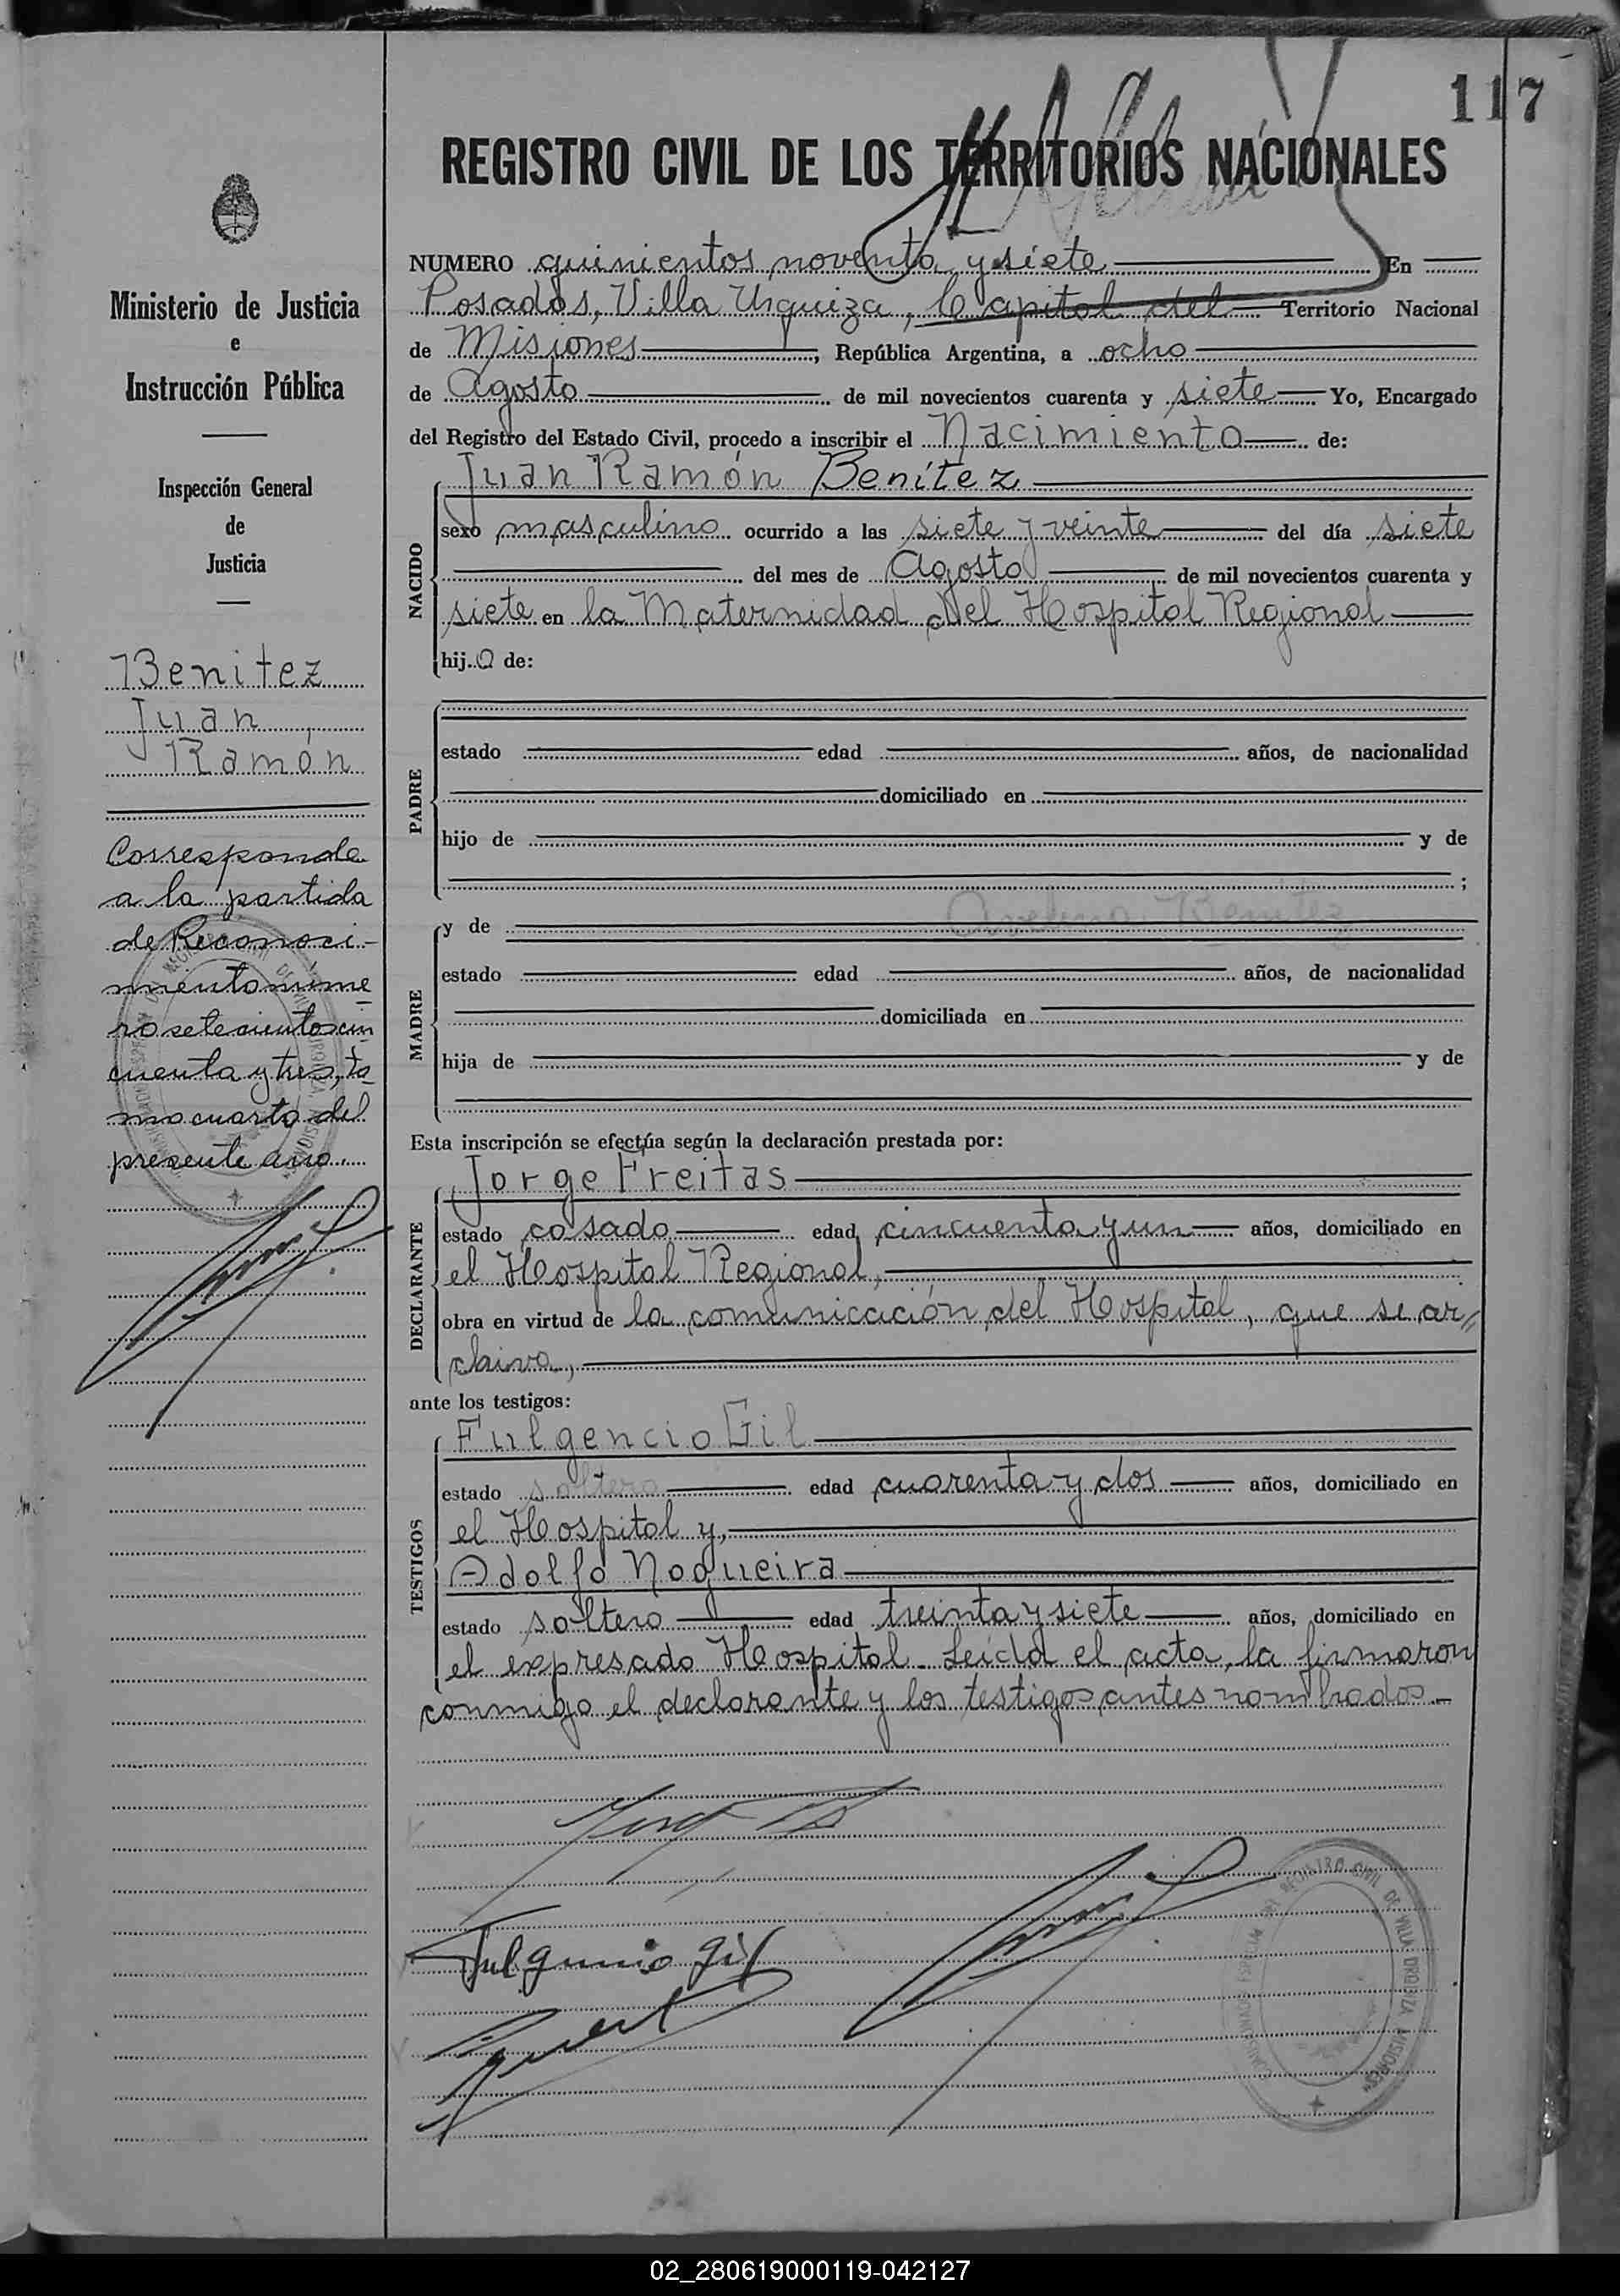 117
REGISTRO CIVIL DE LOS TERRITORIOS NACIONALES
Ministerio de Justicia
e
Instrucción Pública
Inspección General
de
Justicia
Benitez
Juan
Ramón
Corresponde
a la partida
de Reconoci-
miento núme
ro setecientos cin
cuenta y tres, to
mo cuarto del
presente año.
NUMERO quinientos noventa y siete En
Posadas, Villa Urquiza, Capital del Territorio Nacional
de Misiones, República Argentina, a ocho
de Agosto de mil novecientos cuarenta y siete Yo, Encargado
del Registro del Estado Civil, procedo a inscribir el Nacimiento de:
NACIDO
Juan Ramón Benítez
sexo masculino ocurrido a las siete y veinte del día siete
del mes de Agosto de mil novecientos cuarenta y
siete en la Maternidad del Hospital Regional
hijo de:
PADRE
estado edad años, de nacionalidad
domiciliado en
hijo de y de
;
MADRE
Avelina Benitez
y de
estado edad años, de nacionalidad
domiciliada en
hija de y de
Esta inscripción se efectúa según la declaración prestada por:
DECLARANTE
Jorge Freitas
estado casado edad cincuenta y un años, domiciliado en
el Hospital Regional,
obra en virtud de la comunicación del Hospital, que se ar//
chiva,
ante los testigos:
TESTIGOS
Fulgencio Gil
estado soltero edad cuarenta y dos años, domiciliado en
el Hospital y,
Adolfo Nogueira
estado soltero edad treinta y siete años, domiciliado en
el expresado Hospital. Leída el acta, la firmaron
conmigo el declarante y los testigos antes nombrados.-
Fulgencio Gil
REGISTRO CIVIL DE VILLA URQUIZA MISIONES
02_280619000119-042127